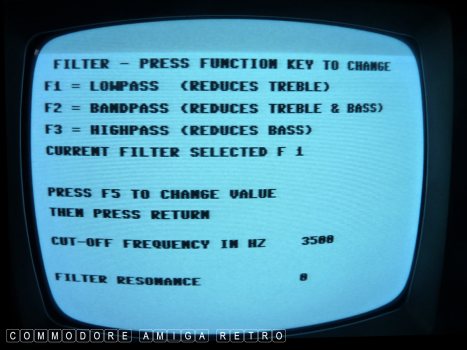 FILTER - PRESS FUNCTION KEY TO CHANGE
F1 = LOWPASS (REDUCES TREBLE)
F2 = BANDPASS (REDUCES TREBLE & BASS)
F3 = HIGHPASS (REDUCES BASS)
CURRENT FILTER SELECTED F 1
PRESS F5 TO CHANGE VALUE
THEN PRESS RETURN
CUT-OFF FREQUENCY IN HZ 3500
FILTER RESONANCE 0
COMMODORE AMIGA RETRO